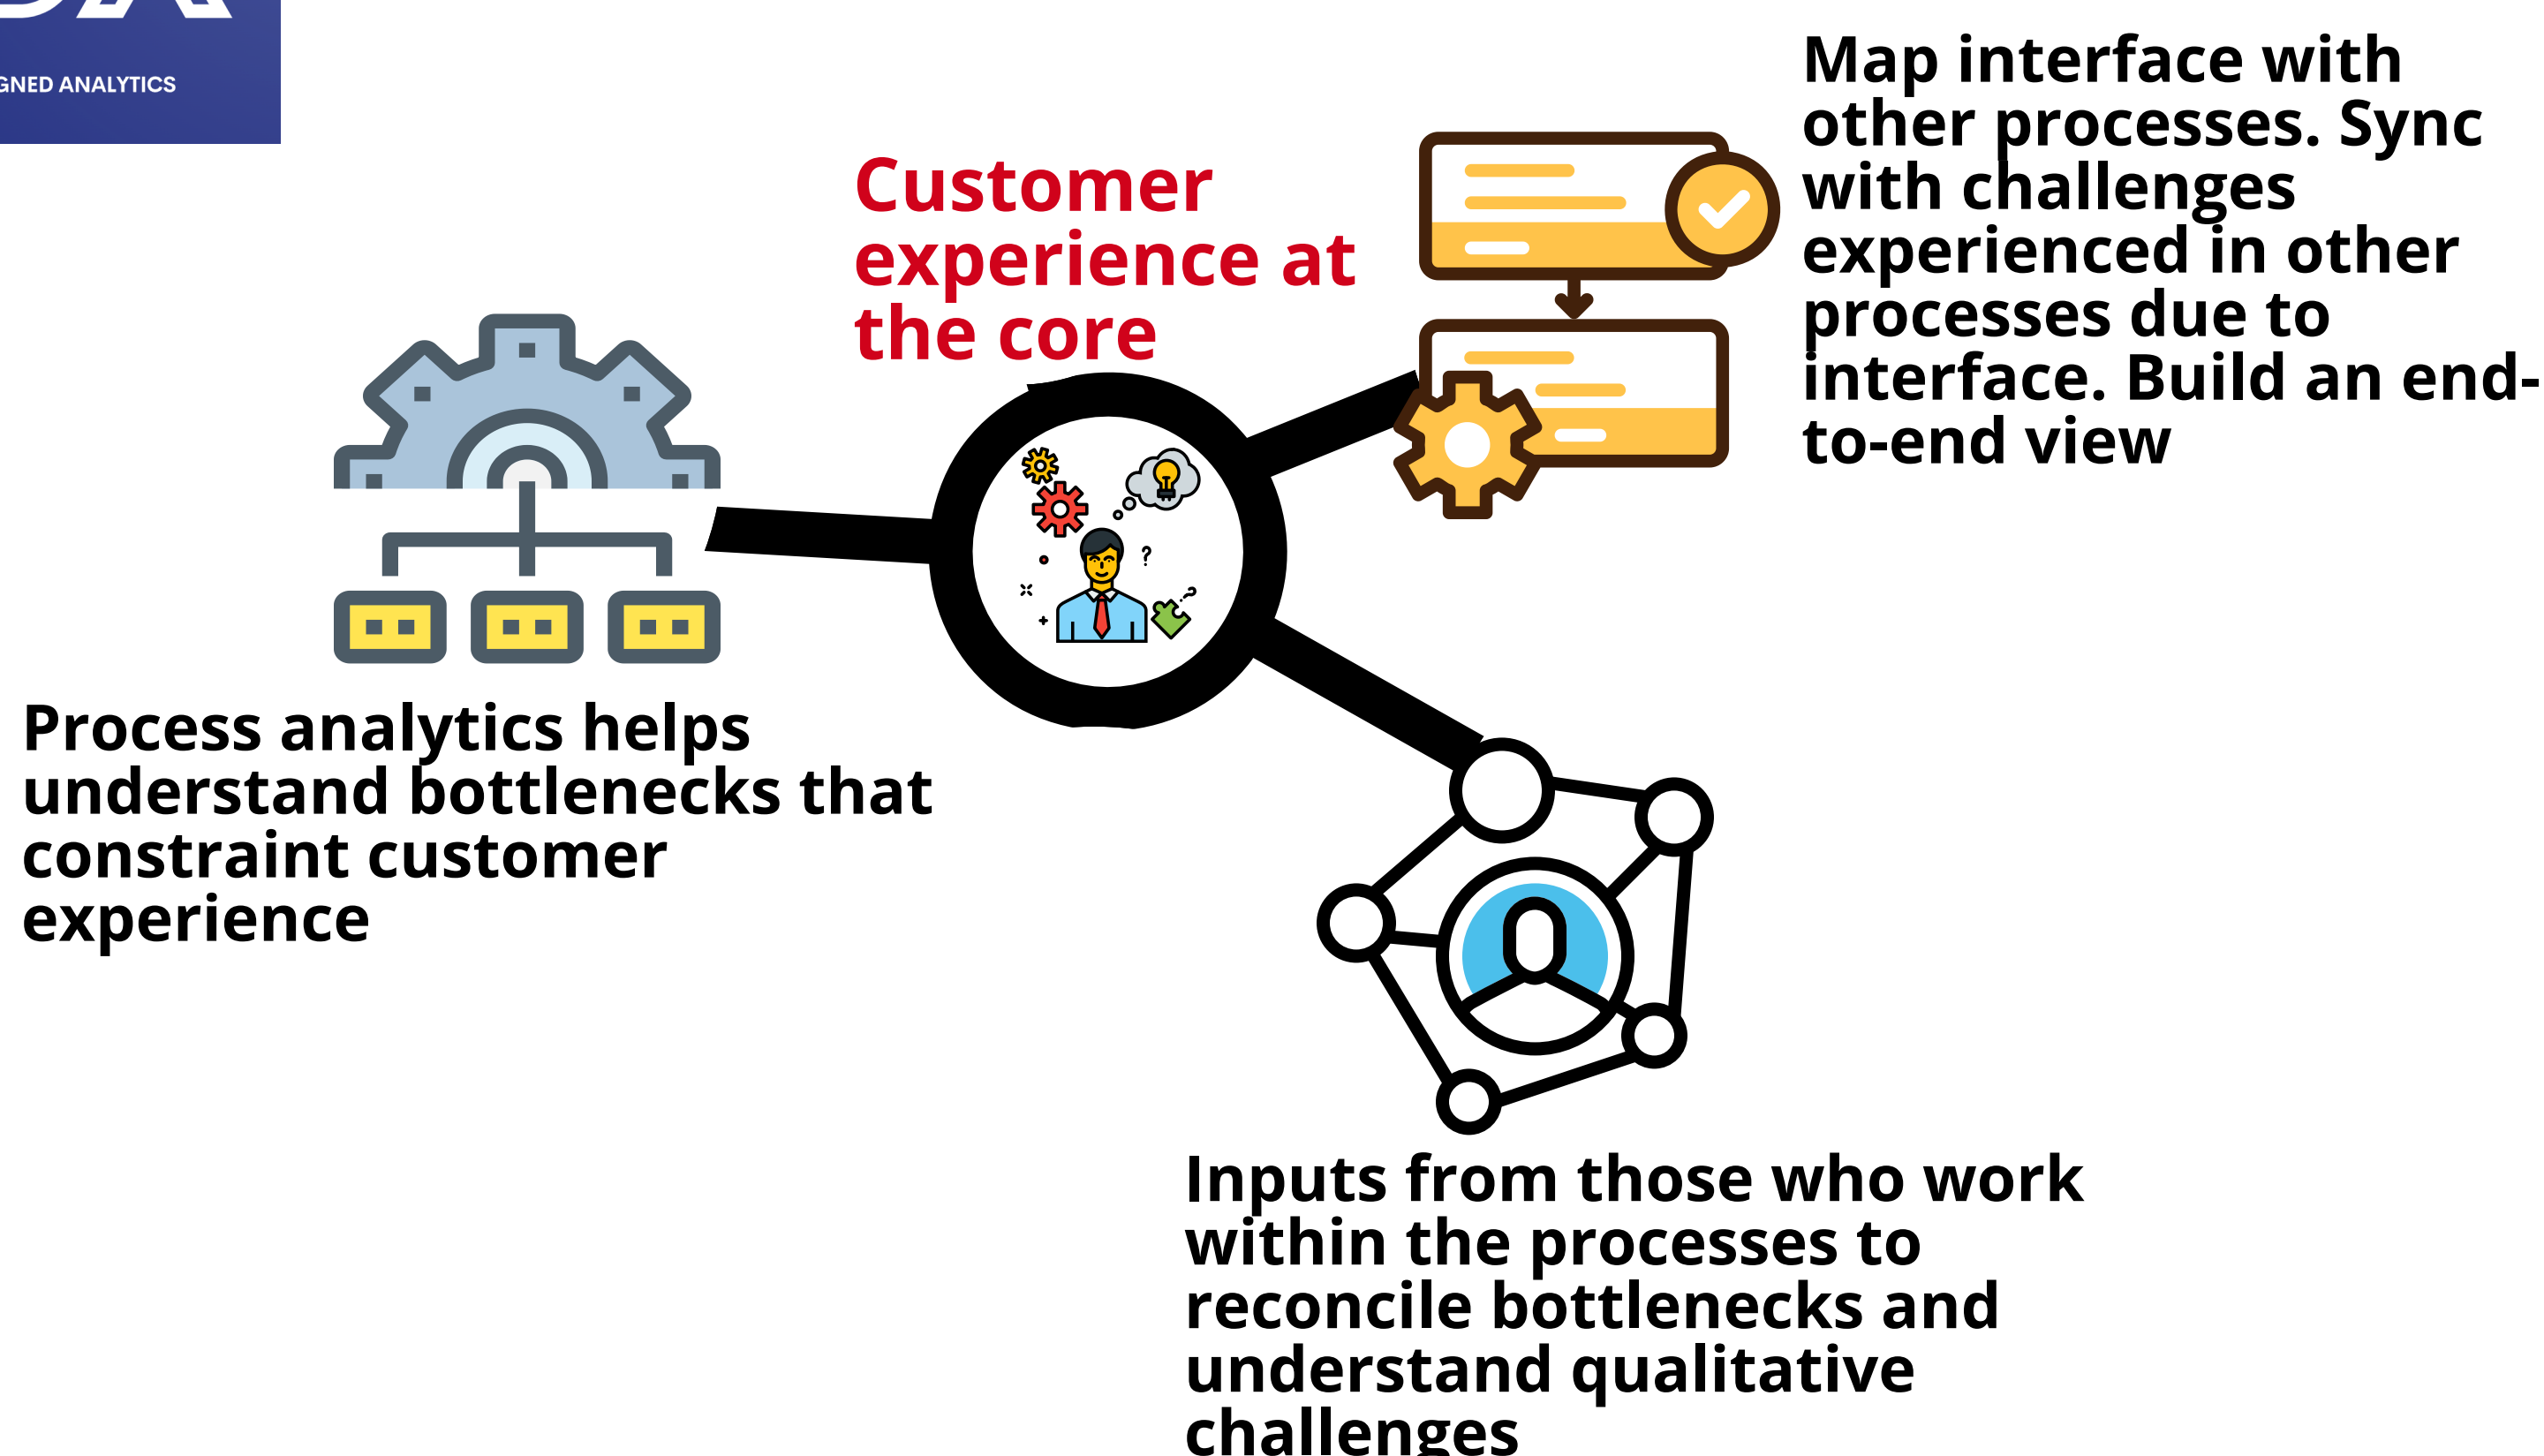 GNED ANALYTICS
Customer
experience at
the core
Map interface with
other processes. Sync
with challenges
experienced in other
processes due to
interface. Build an end-
to-end view
Process analytics helps
understand bottlenecks that
constraint customer
experience
Inputs from those who work
within the processes to
reconcile bottlenecks and
understand qualitative
challenges